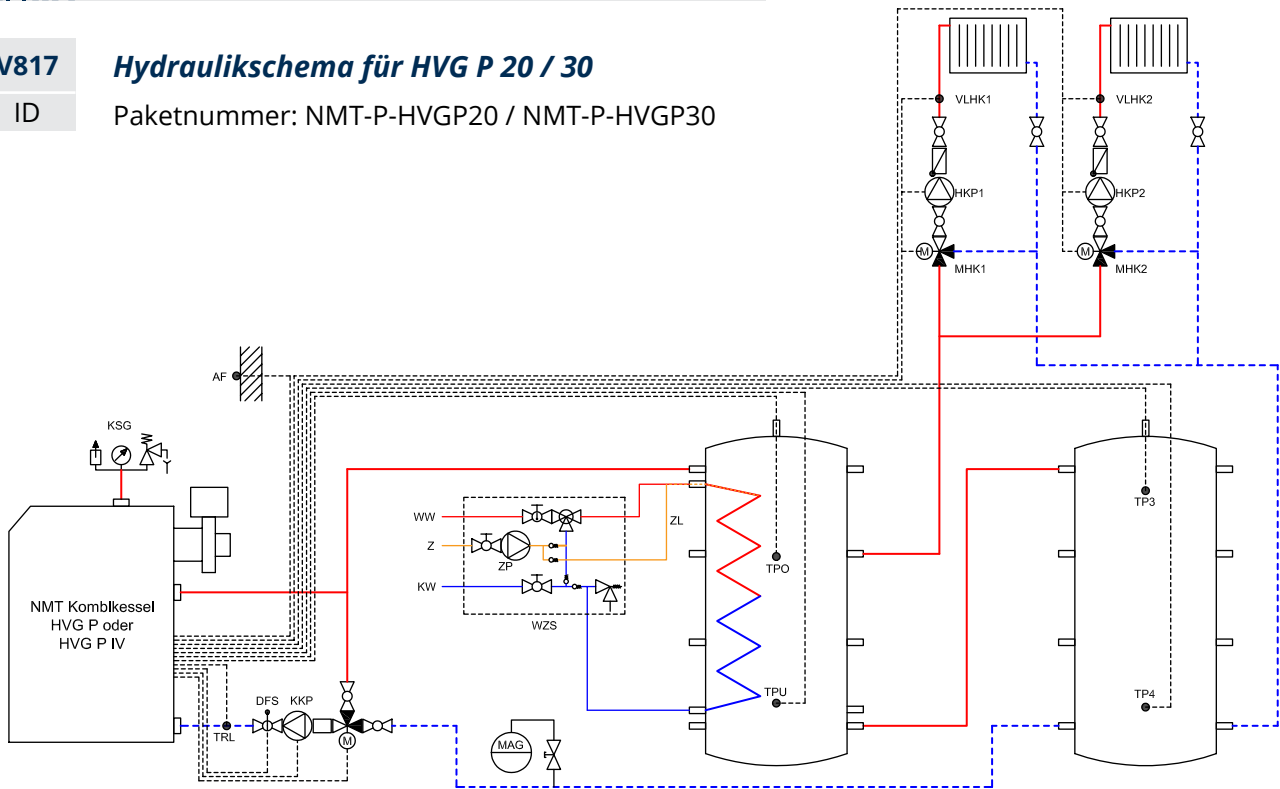 V817 Hydraulikschema für HVG P 20 / 30
ID Paketnummer: NMT-P-HVGP20 / NMT-P-HVGP30
VLHK1 VLHK2
HKP1 HKP2
M M
MHK1 MHK2
AF
KSG
WW
ZL
Z
ZP
KW
WZS
TPO
TP3
NMT Kombikessel
HVG P oder
HVG P IV
TPU
TP4
DFS KKP
TRL
M
MAG